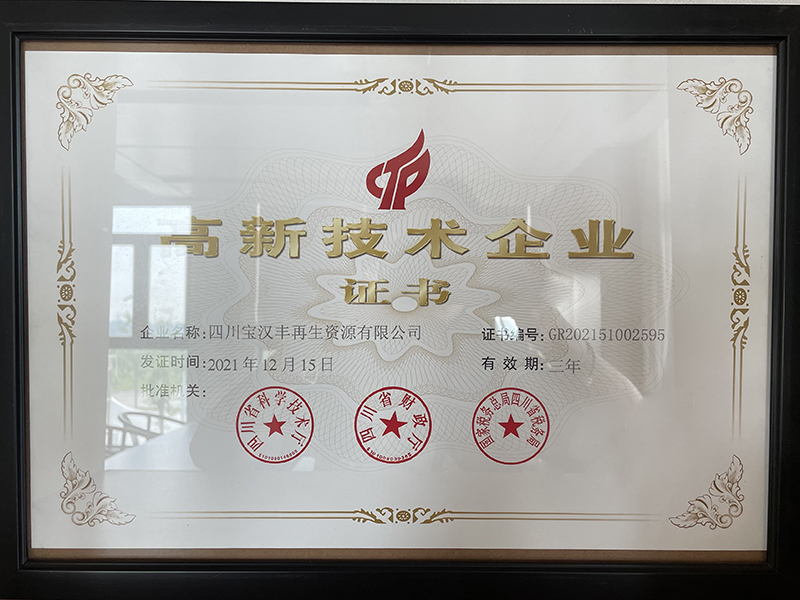 高新技术企业
证书
企业名称:四川宝汉丰再生资源有限公司 证书编号:GR202151002595
发证时间:2021年12月15日 有效期:三年
批准机关:
四川省科学技术厅 四川省财政厅 国家税务总局四川省税务局